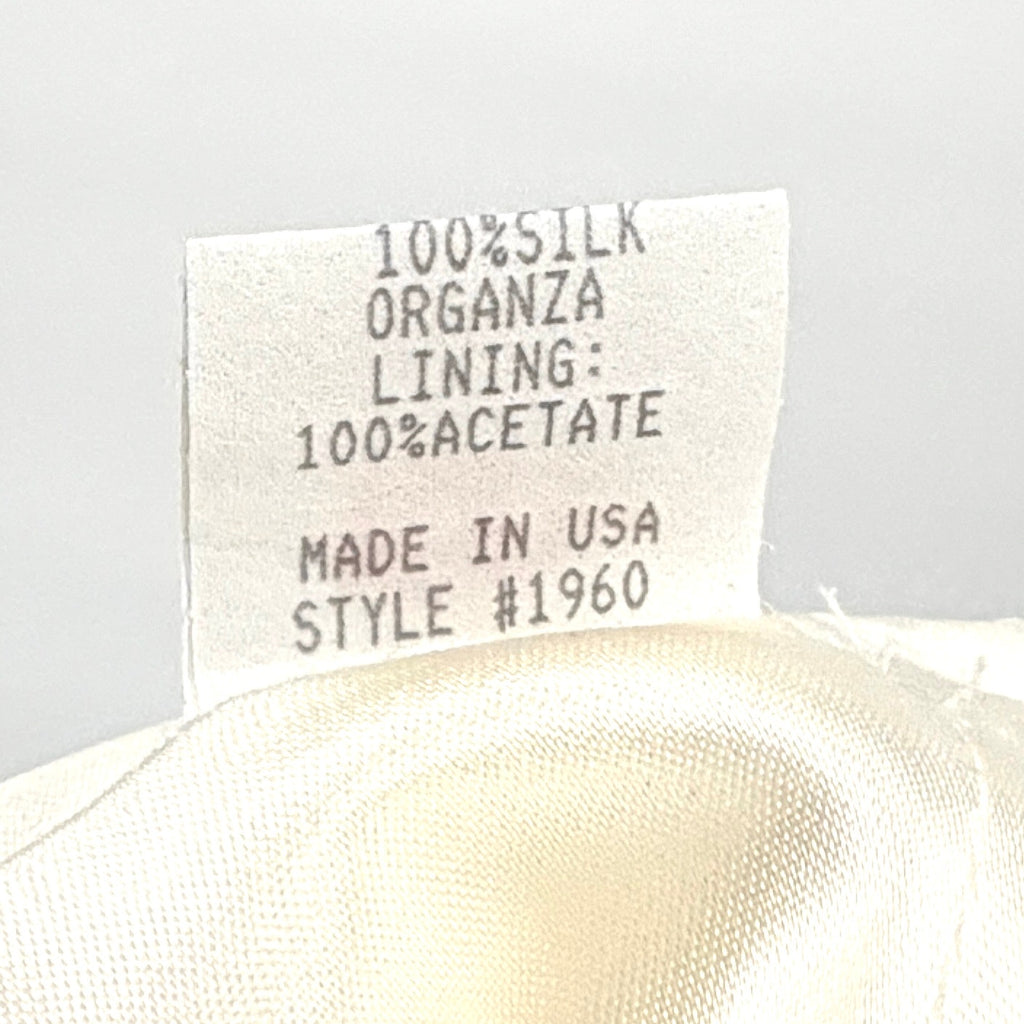 100%SILK
ORGANZA
LINING:
100%ACETATE
MADE IN USA
STYLE #1960